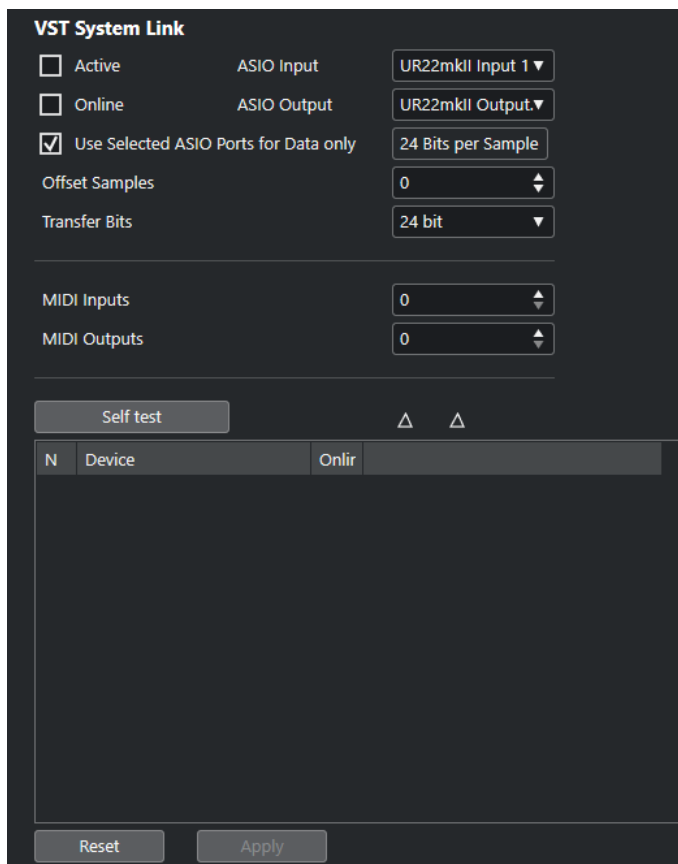 VST System Link
Active ASIO Input UR22mkII Input 1
Online ASIO Output UR22mkII Output.
Use Selected ASIO Ports for Data only 24 Bits per Sample
Offset Samples 0
Transfer Bits 24 bit
MIDI Inputs 0
MIDI Outputs 0
Self test
N Device Onlir
Reset Apply